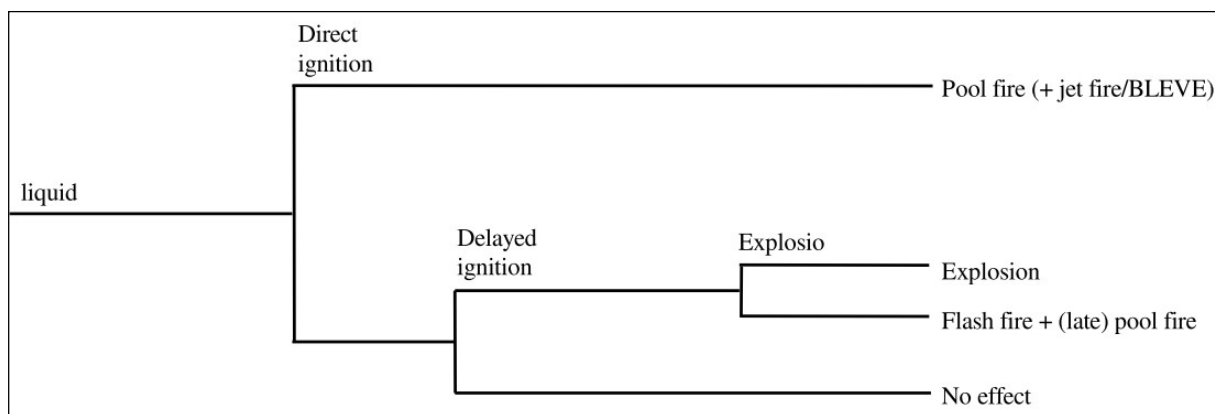 Direct
ignition
Pool fire (+ jet fire/BLEVE)
liquid
Delayed
ignition
Explosio
Explosion
Flash fire + (late) pool fire
No effect